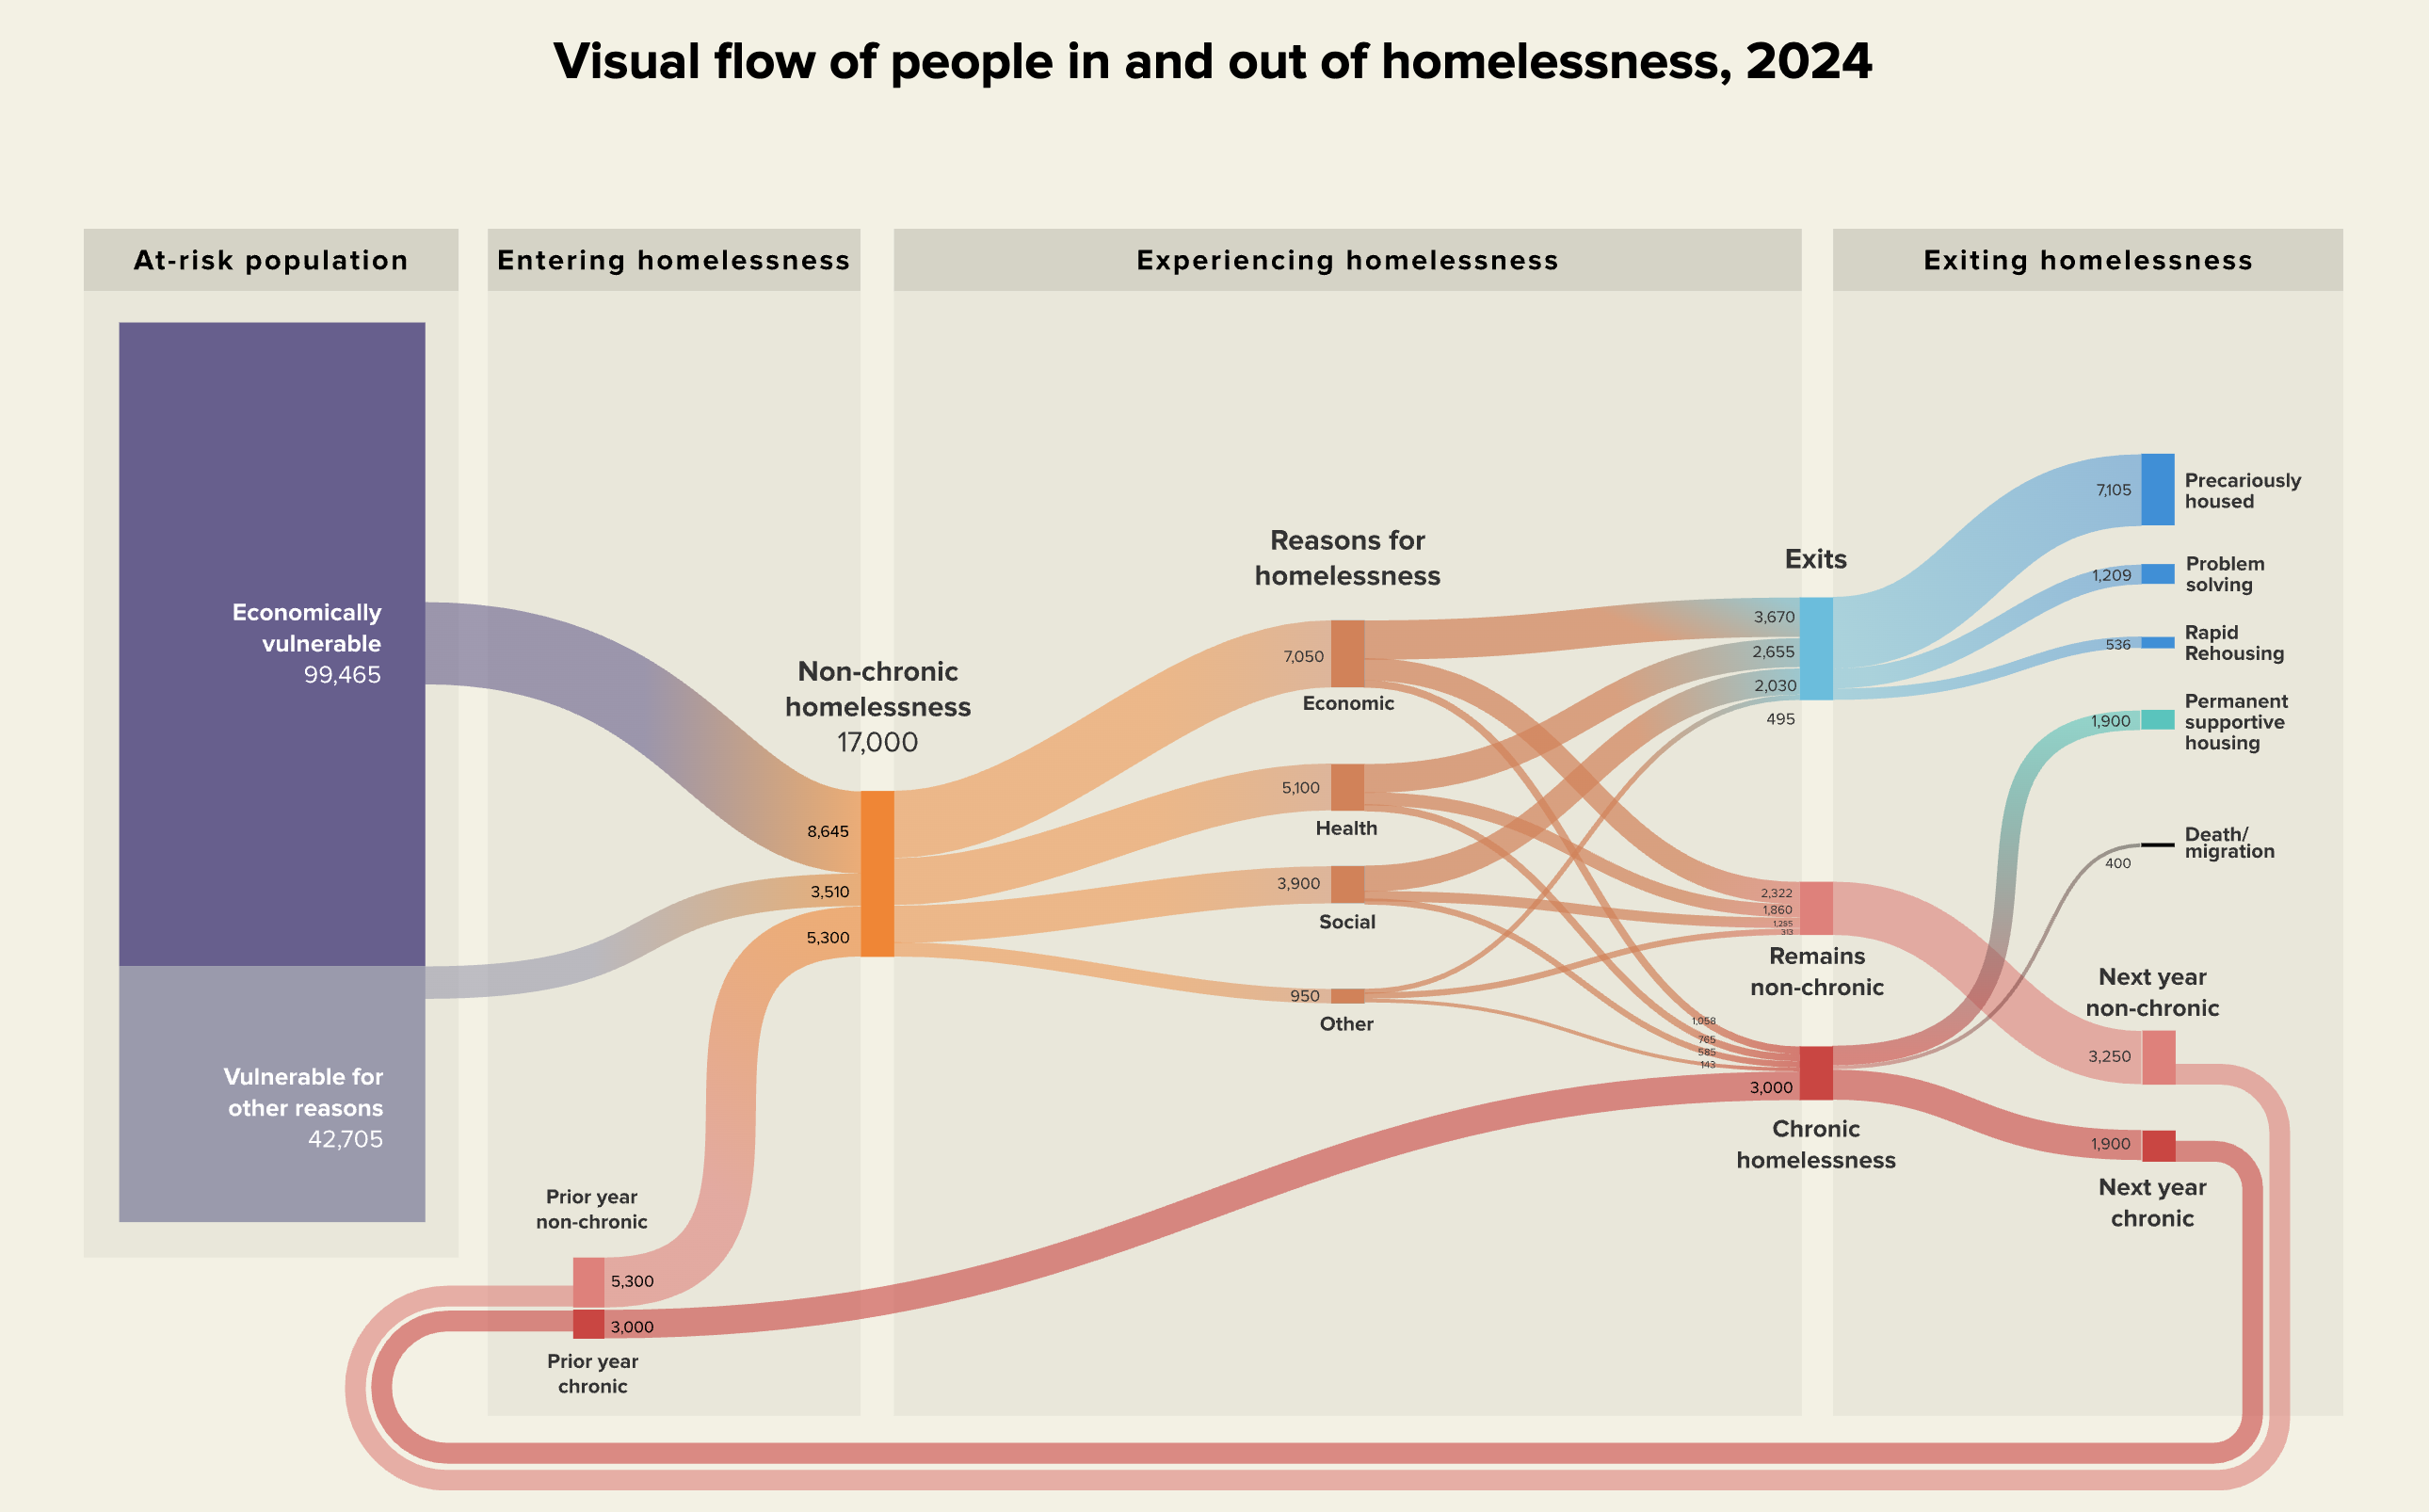 Visual flow of people in and out of homelessness, 2024
At-risk population
Entering homelessness
Experiencing homelessness
Exiting homelessness
Economically
vulnerable
99,465
Vulnerable for
other reasons
42,705
Non-chronic
homelessness
17,000
8,645
3,510
5,300
Prior year
non-chronic
5,300
3,000
Prior year
chronic
Reasons for
homelessness
7,050
Economic
5,100
Health
3,900
Social
950
Other
Exits
3,670
2,655
2,030
495
2,322
1,860
1,285
313
Remains
non-chronic
1,058
765
585
143
3,000
Chronic
homelessness
7,105
Precariously
housed
1,209
Problem
solving
536
Rapid
Rehousing
1,900
Permanent
supportive
housing
400
Death/
migration
Next year
non-chronic
3,250
1,900
Next year
chronic